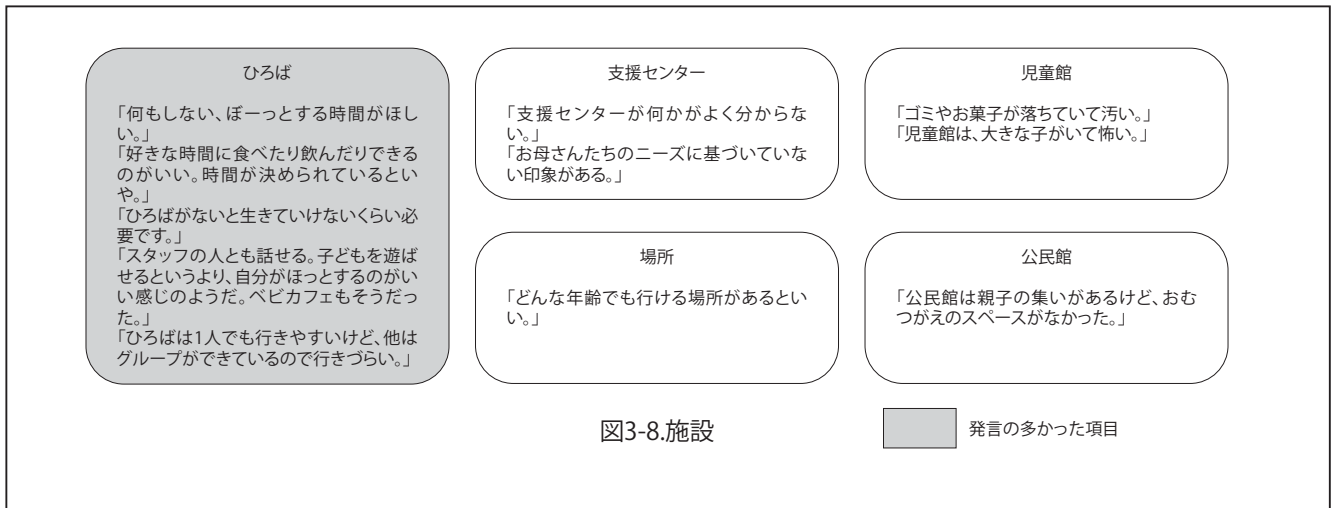 ひろば
「何もしない、ぼーっとする時間がほし
い。」
「好きな時間に食べたり飲んだりできる
のがいい。時間が決められているとい
や。」
「ひろばがないと生きていけないくらい必
要です。」
「スタッフの人とも話せる。子どもを遊ば
せるというより、自分がほっとするのがい
い感じのようだ。ベビカフェもそうだっ
た。」
「ひろばは1人でも行きやすいけど、他は
グループができているので行きづらい。」
支援センター
「支援センターが何かがよく分からな
い。」
「お母さんたちのニーズに基づいていな
い印象がある。」
児童館
「ゴミやお菓子が落ちていて汚い。」
「児童館は、大きな子がいて怖い。」
場所
「どんな年齢でも行ける場所があるとい
い。」
公民館
「公民館は親子の集いがあるけど、おむ
つがえのスペースがなかった。」
図3-8.施設
発言の多かった項目